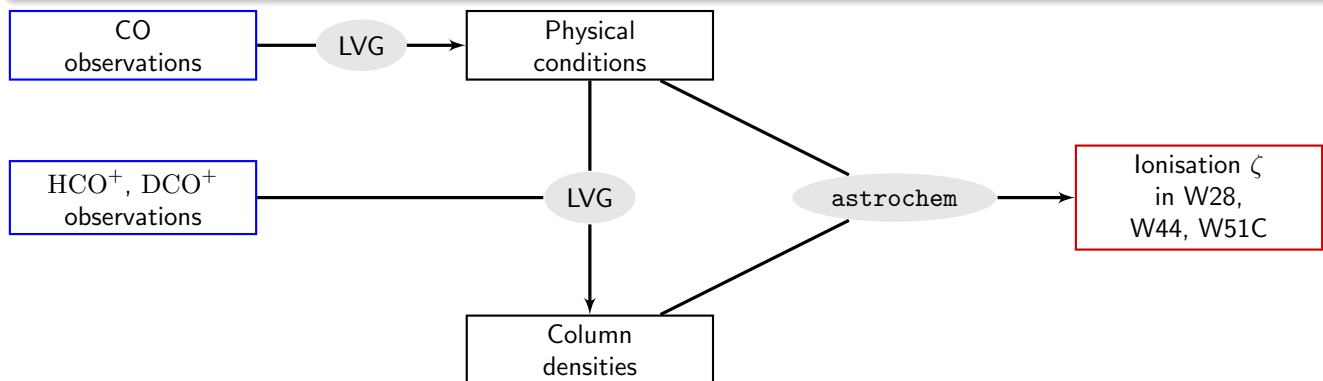 CO
observations
LVG
Physical
conditions
HCO⁺, DCO⁺
observations
LVG
astrochem
Ionisation ζ
in W28,
W44, W51C
Column
densities